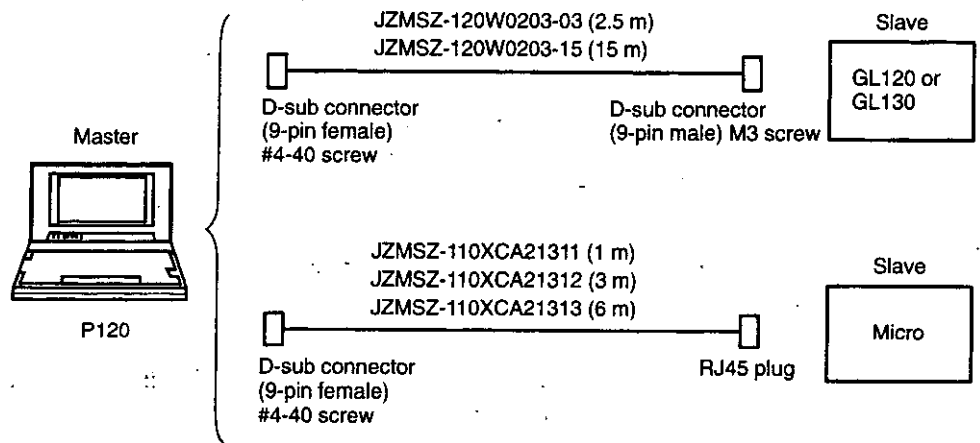 JZMSZ-120W0203-03 (2.5 m)
JZMSZ-120W0203-15 (15 m)
D-sub connector
(9-pin female)
#4-40 screw
D-sub connector
(9-pin male) M3 screw
Slave
GL120 or
GL130
Master
P120
JZMSZ-110XCA21311 (1 m)
JZMSZ-110XCA21312 (3 m)
JZMSZ-110XCA21313 (6 m)
D-sub connector
(9-pin female)
#4-40 screw
RJ45 plug
Slave
Micro